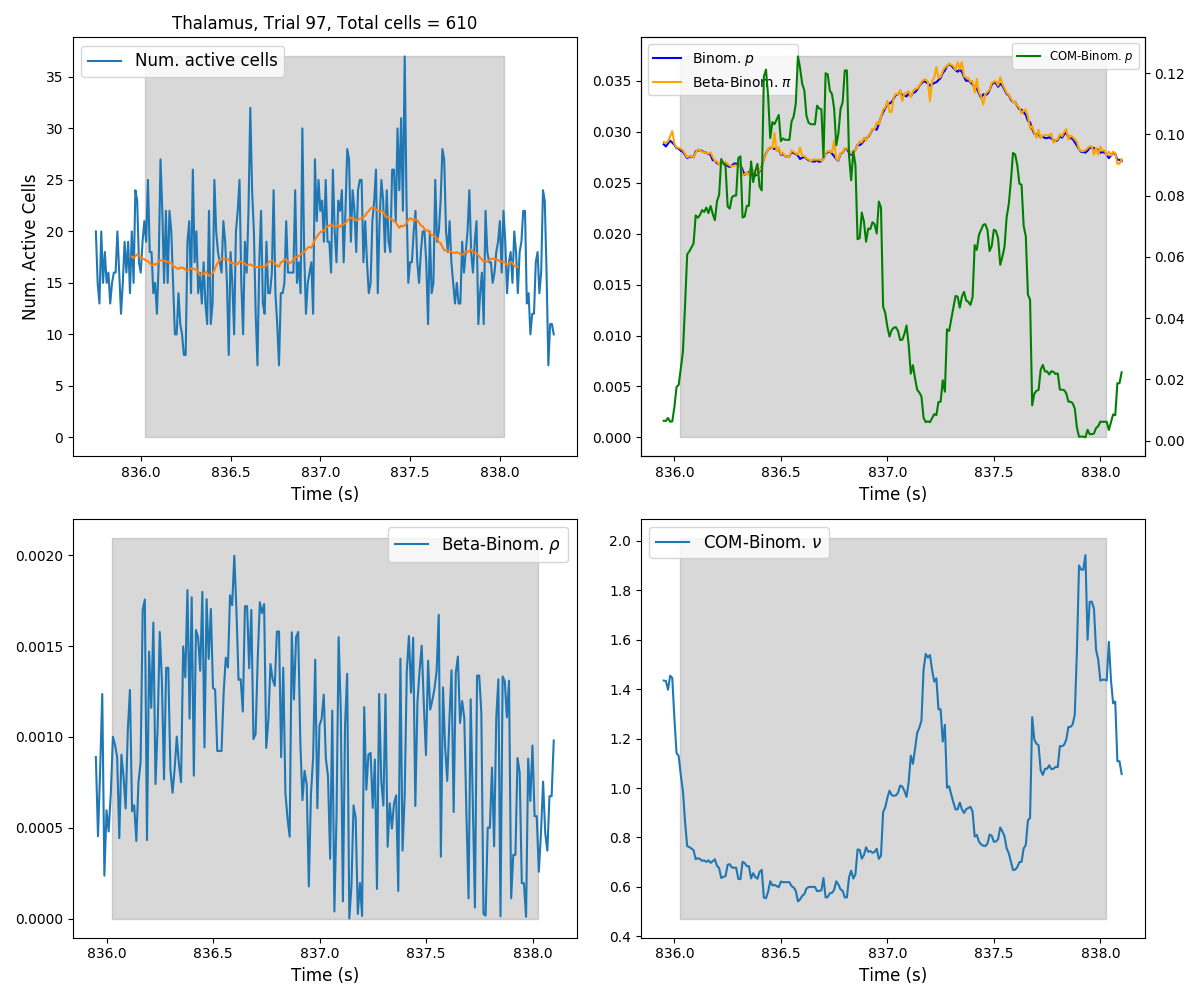 Thalamus, Trial 97, Total cells = 610
Num. active cells
Num. Active Cells
35
30
25
20
15
10
5
0
836.0 836.5 837.0 837.5 838.0
Time (s)
Binom. p
Beta-Binom. π
COM-Binom. p
0.035
0.030
0.025
0.020
0.015
0.010
0.005
0.000
0.12
0.10
0.08
0.06
0.04
0.02
0.00
836.0 836.5 837.0 837.5 838.0
Time (s)
Beta-Binom. ρ
0.0020
0.0015
0.0010
0.0005
0.0000
836.0 836.5 837.0 837.5 838.0
Time (s)
COM-Binom. ν
2.0
1.8
1.6
1.4
1.2
1.0
0.8
0.6
0.4
836.0 836.5 837.0 837.5 838.0
Time (s)